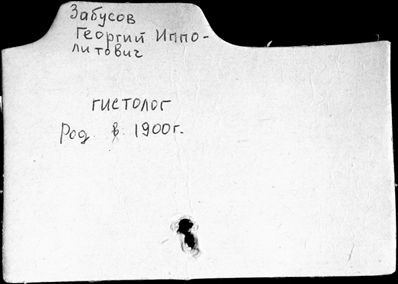 Забусов
Георгий Иппо-
литович
гистолог
Род. в 1900г.